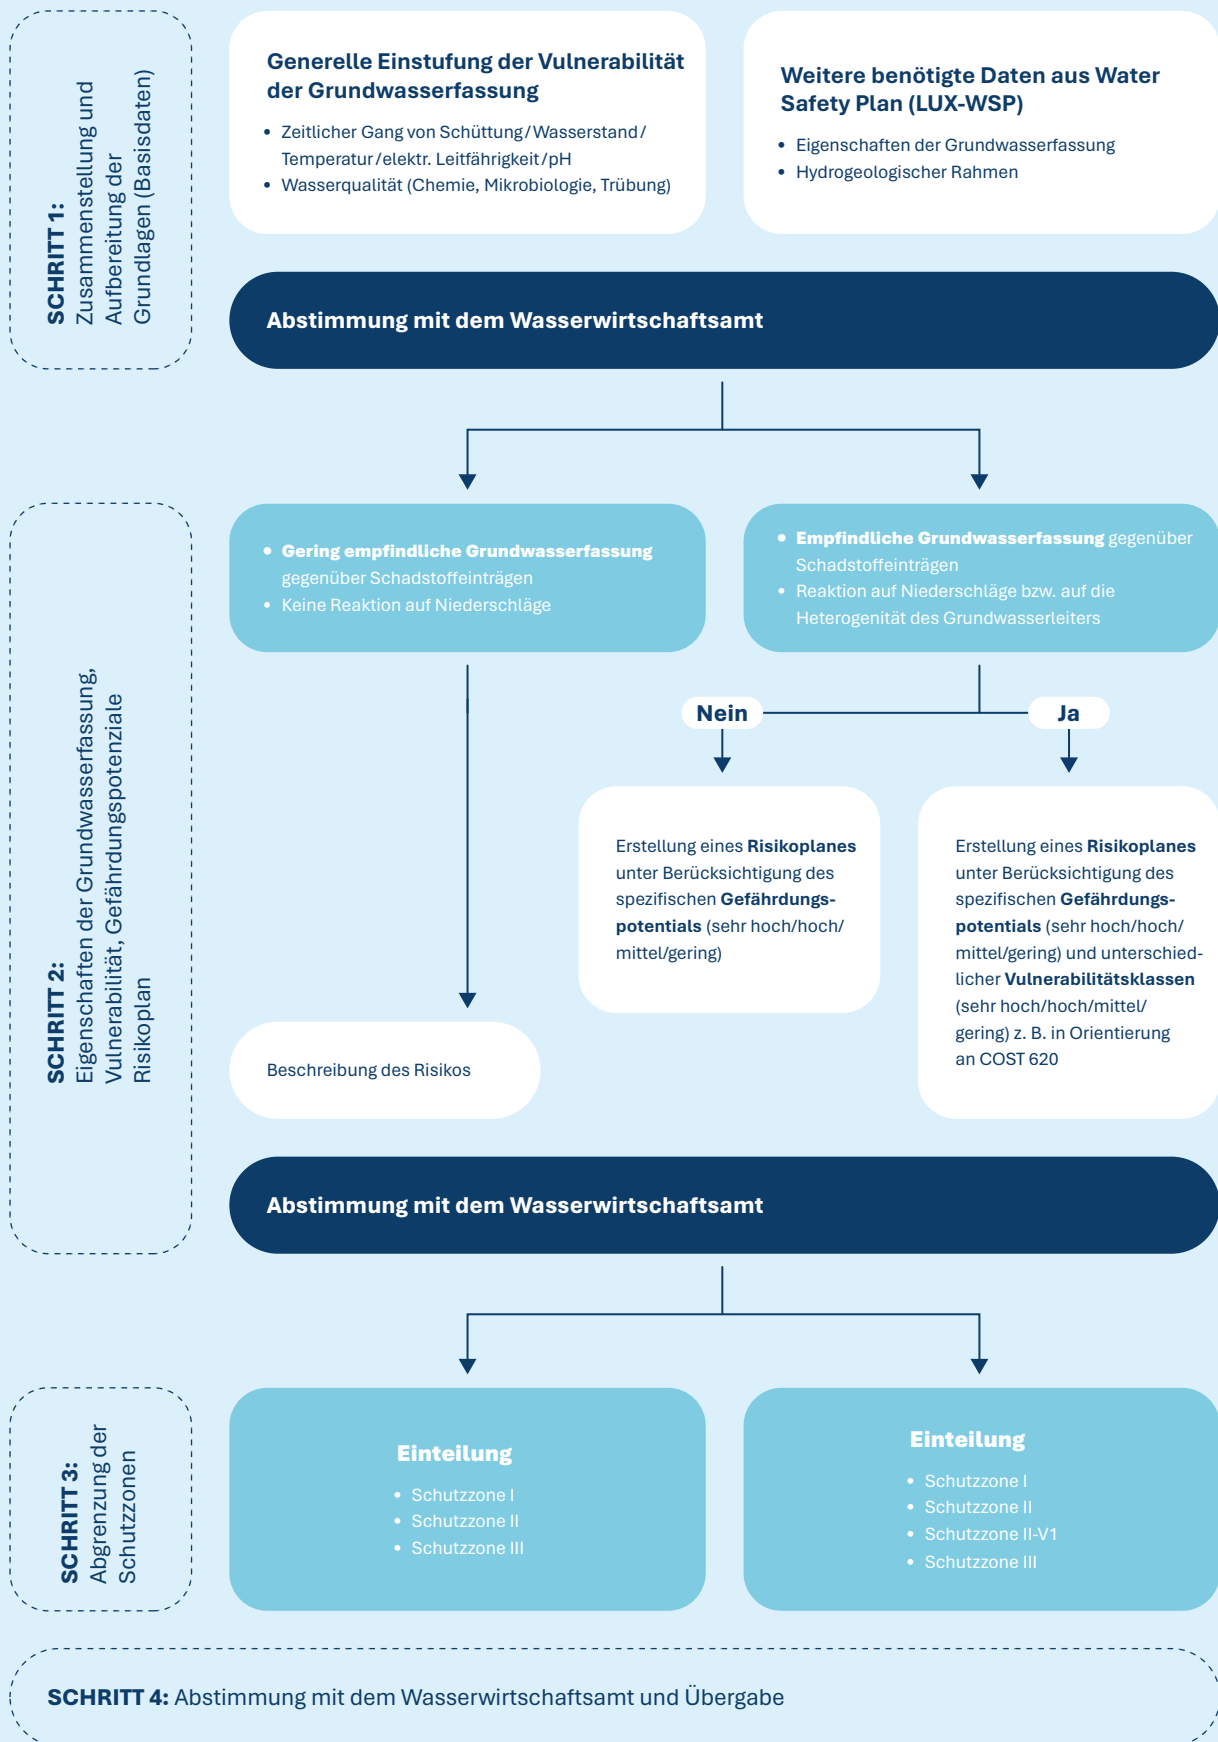 SCHRITT 1:
Zusammenstellung und
Aufbereitung der
Grundlagen (Basisdaten)
Generelle Einstufung der Vulnerabilität
der Grundwasserfassung
• Zeitlicher Gang von Schüttung/Wasserstand/
Temperatur/elektr. Leitfähigkeit/pH
• Wasserqualität (Chemie, Mikrobiologie, Trübung)
Weitere benötigte Daten aus Water
Safety Plan (LUX-WSP)
• Eigenschaften der Grundwasserfassung
• Hydrogeologischer Rahmen
Abstimmung mit dem Wasserwirtschaftsamt
SCHRITT 2:
Eigenschaften der Grundwasserfassung,
Vulnerabilität, Gefährdungspotenziale
Risikoplan
• Gering empfindliche Grundwasserfassung
gegenüber Schadstoffeinträgen
• Keine Reaktion auf Niederschläge
• Empfindliche Grundwasserfassung gegenüber
Schadstoffeinträgen
• Reaktion auf Niederschläge bzw. auf die
Heterogenität des Grundwasserleiters
Nein
Ja
Erstellung eines Risikoplanes
unter Berücksichtigung des
spezifischen Gefährdungs-
potentials (sehr hoch/hoch/
mittel/gering)
Erstellung eines Risikoplanes
unter Berücksichtigung des
spezifischen Gefährdungs-
potentials (sehr hoch/hoch/
mittel/gering) und unterschied-
licher Vulnerabilitätsklassen
(sehr hoch/hoch/mittel/
gering) z. B. in Orientierung
an COST 620
Beschreibung des Risikos
Abstimmung mit dem Wasserwirtschaftsamt
SCHRITT 3:
Abgrenzung der
Schutzzonen
Einteilung
• Schutzzone I
• Schutzzone II
• Schutzzone III
Einteilung
• Schutzzone I
• Schutzzone II
• Schutzzone II-V1
• Schutzzone III
SCHRITT 4: Abstimmung mit dem Wasserwirtschaftsamt und Übergabe